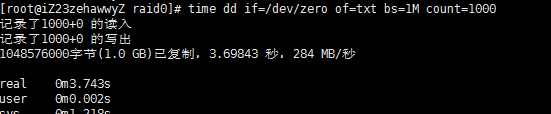 [root@iZ23zehawwyZ raid0]# time dd if=/dev/zero of=txt bs=1M count=1000
记录了1000+0 的读入
记录了1000+0 的写出
1048576000字节(1.0 GB)已复制，3.69843 秒，284 MB/秒
real 0m3.743s
user 0m0.002s
sys 0m1.218s